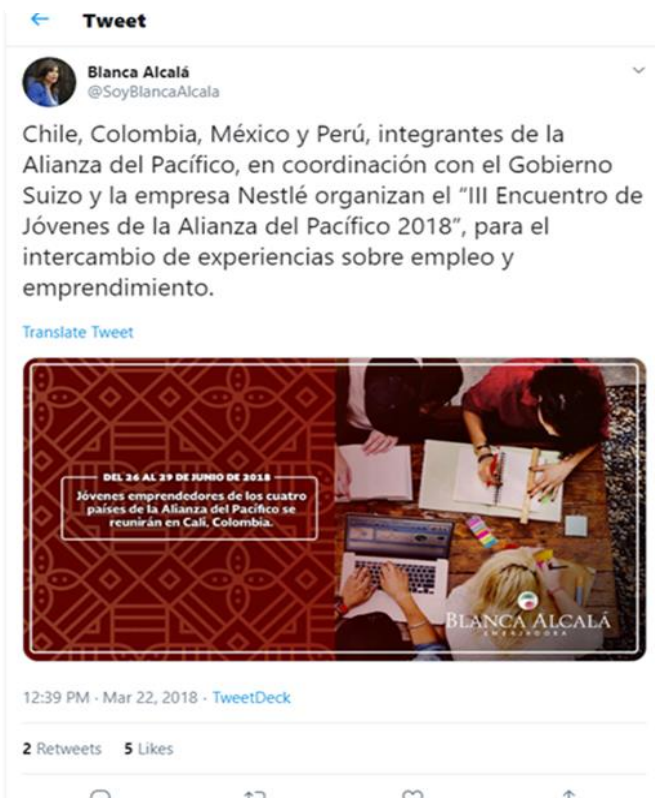 Tweet
Blanca Alcalá
@SoyBlancaAlcala
Chile, Colombia, México y Perú, integrantes de la
Alianza del Pacífico, en coordinación con el Gobierno
Suizo y la empresa Nestlé organizan el “III Encuentro de
Jóvenes de la Alianza del Pacífico 2018”, para el
intercambio de experiencias sobre empleo y
emprendimiento.
Translate Tweet
DEL 26 AL 29 DE JUNIO DE 2018
Jóvenes emprendedores de los cuatro
países de la Alianza del Pacífico se
reunirán en Cali, Colombia.
BLANCA ALCALÁ
EMBAJADORA
12:39 PM · Mar 22, 2018 · TweetDeck
2 Retweets 5 Likes